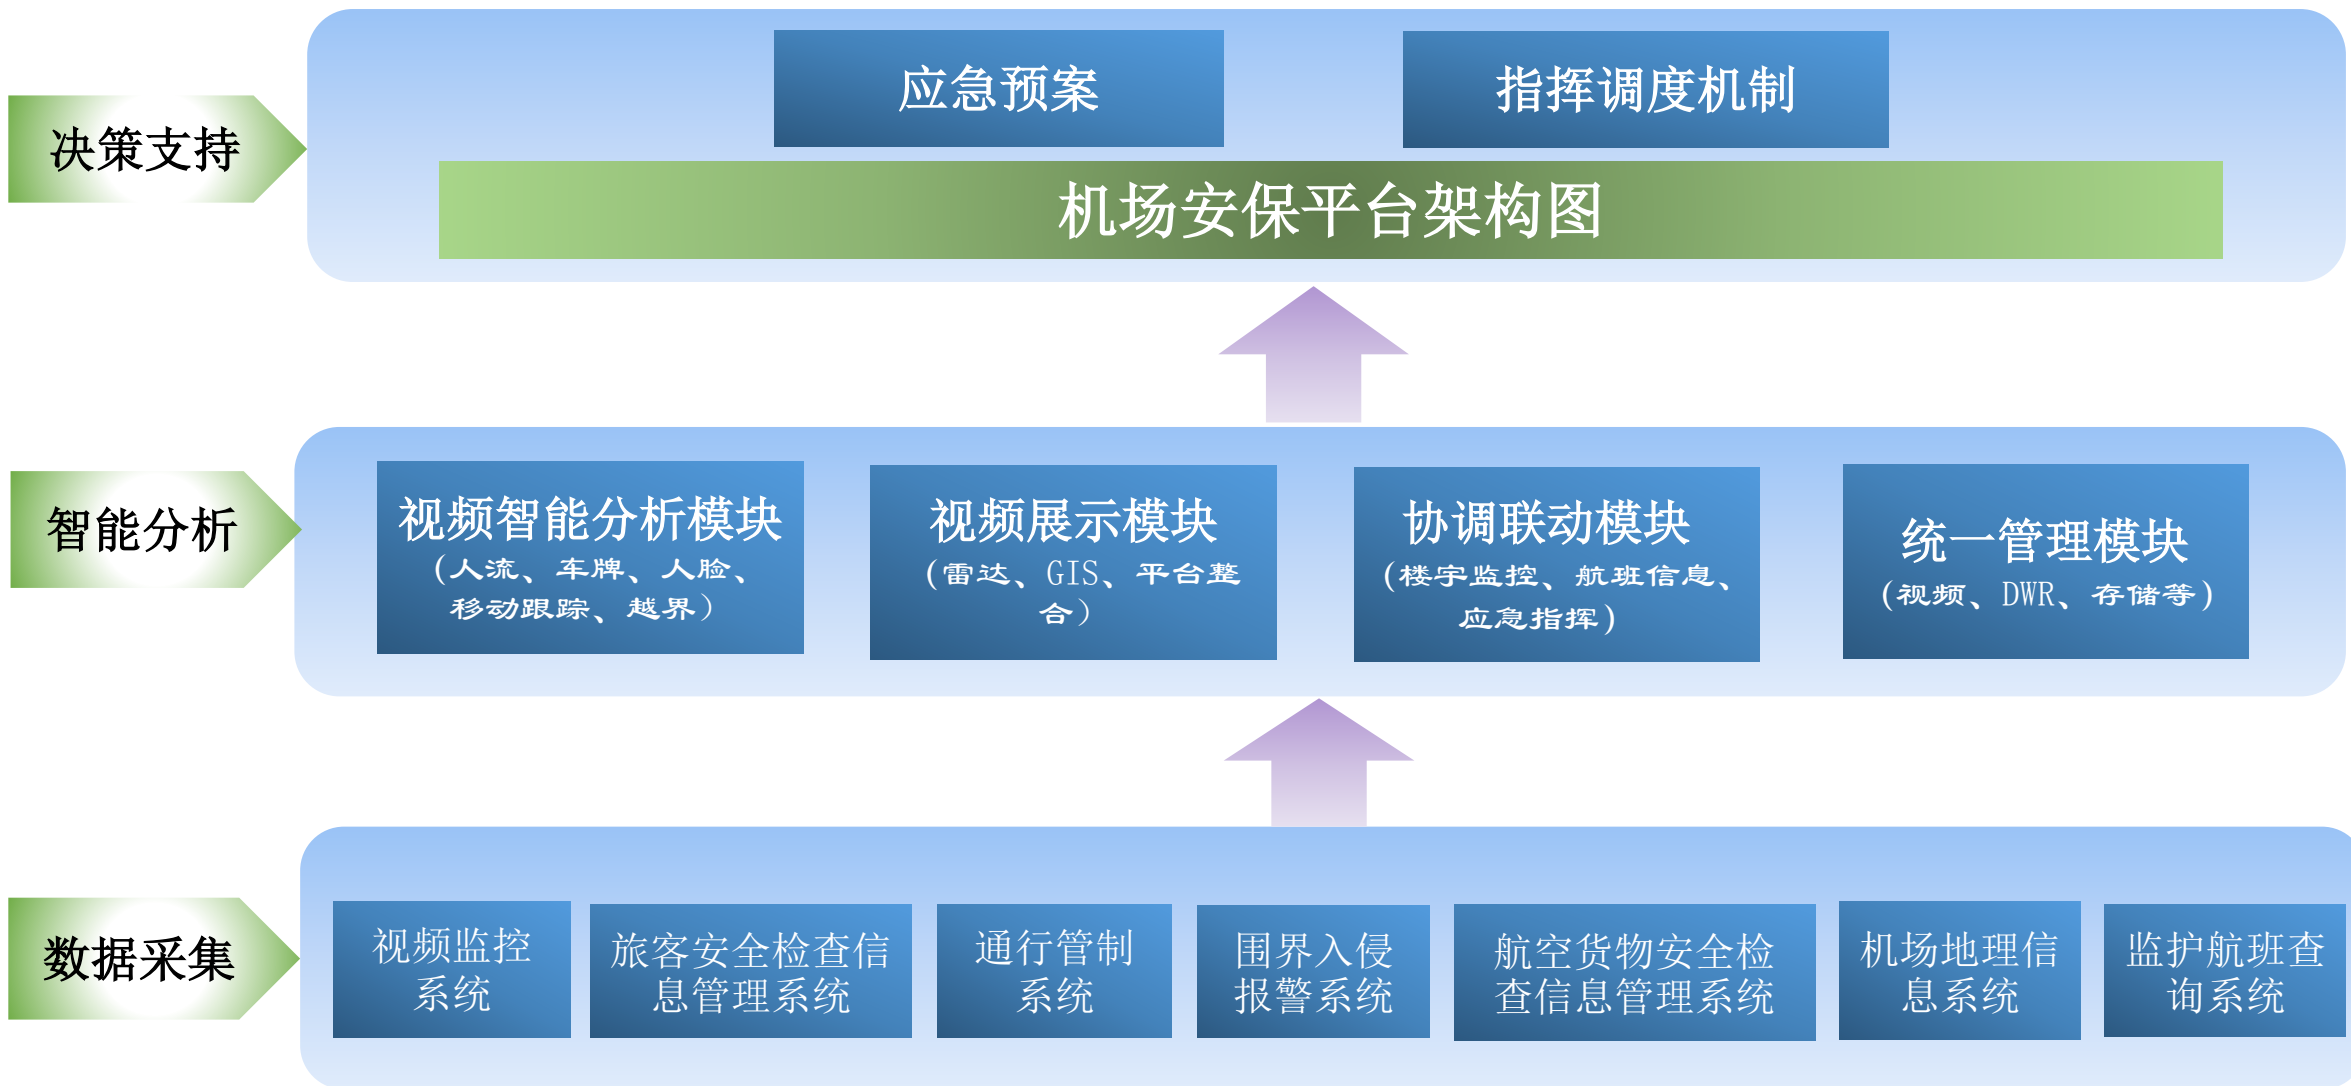 决策支持
应急预案
指挥调度机制
机场安保平台架构图
智能分析
视频智能分析模块
(人流、车牌、人脸、
移动跟踪、越界)
视频展示模块
(雷达、GIS、平台整
合)
协调联动模块
(楼宇监控、航班信息、
应急指挥)
统一管理模块
(视频、DWR、存储等)
数据采集
视频监控
系统
旅客安全检查信
息管理系统
通行管制
系统
围界入侵
报警系统
航空货物安全检
查信息管理系统
机场地理信
息系统
监护航班查
询系统